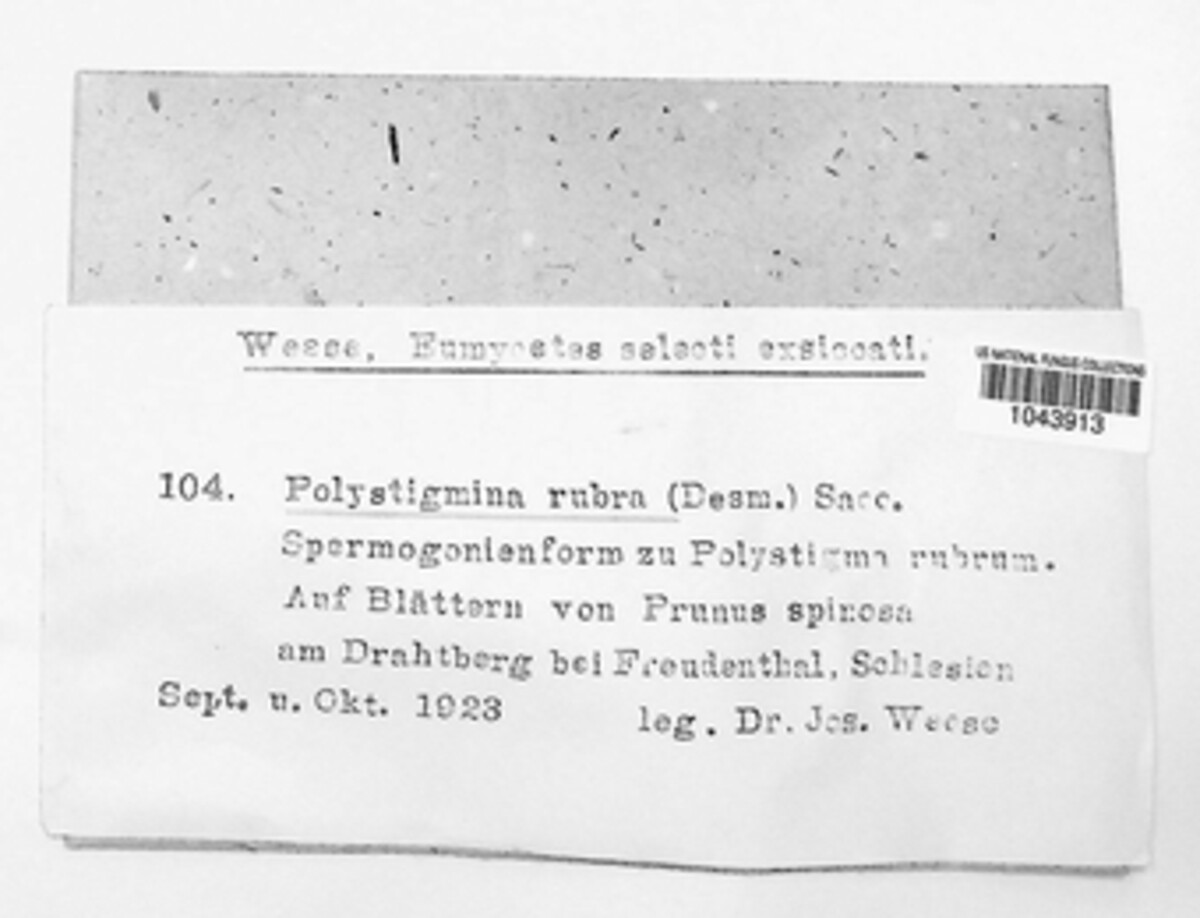 Weese, Eumycetes selecti exsiccati.
US NATIONAL FUNGUS COLLECTIONS
1043913
104. Polystigmina rubra (Desm.) Sacc.
Spermogonienform zu Polystigma rubrum.
Auf Blättern von Prunus spinosa
am Drahtberg bei Freudenthal, Schlesien
Sept. u. Okt. 1923 leg. Dr. Jos. Weese